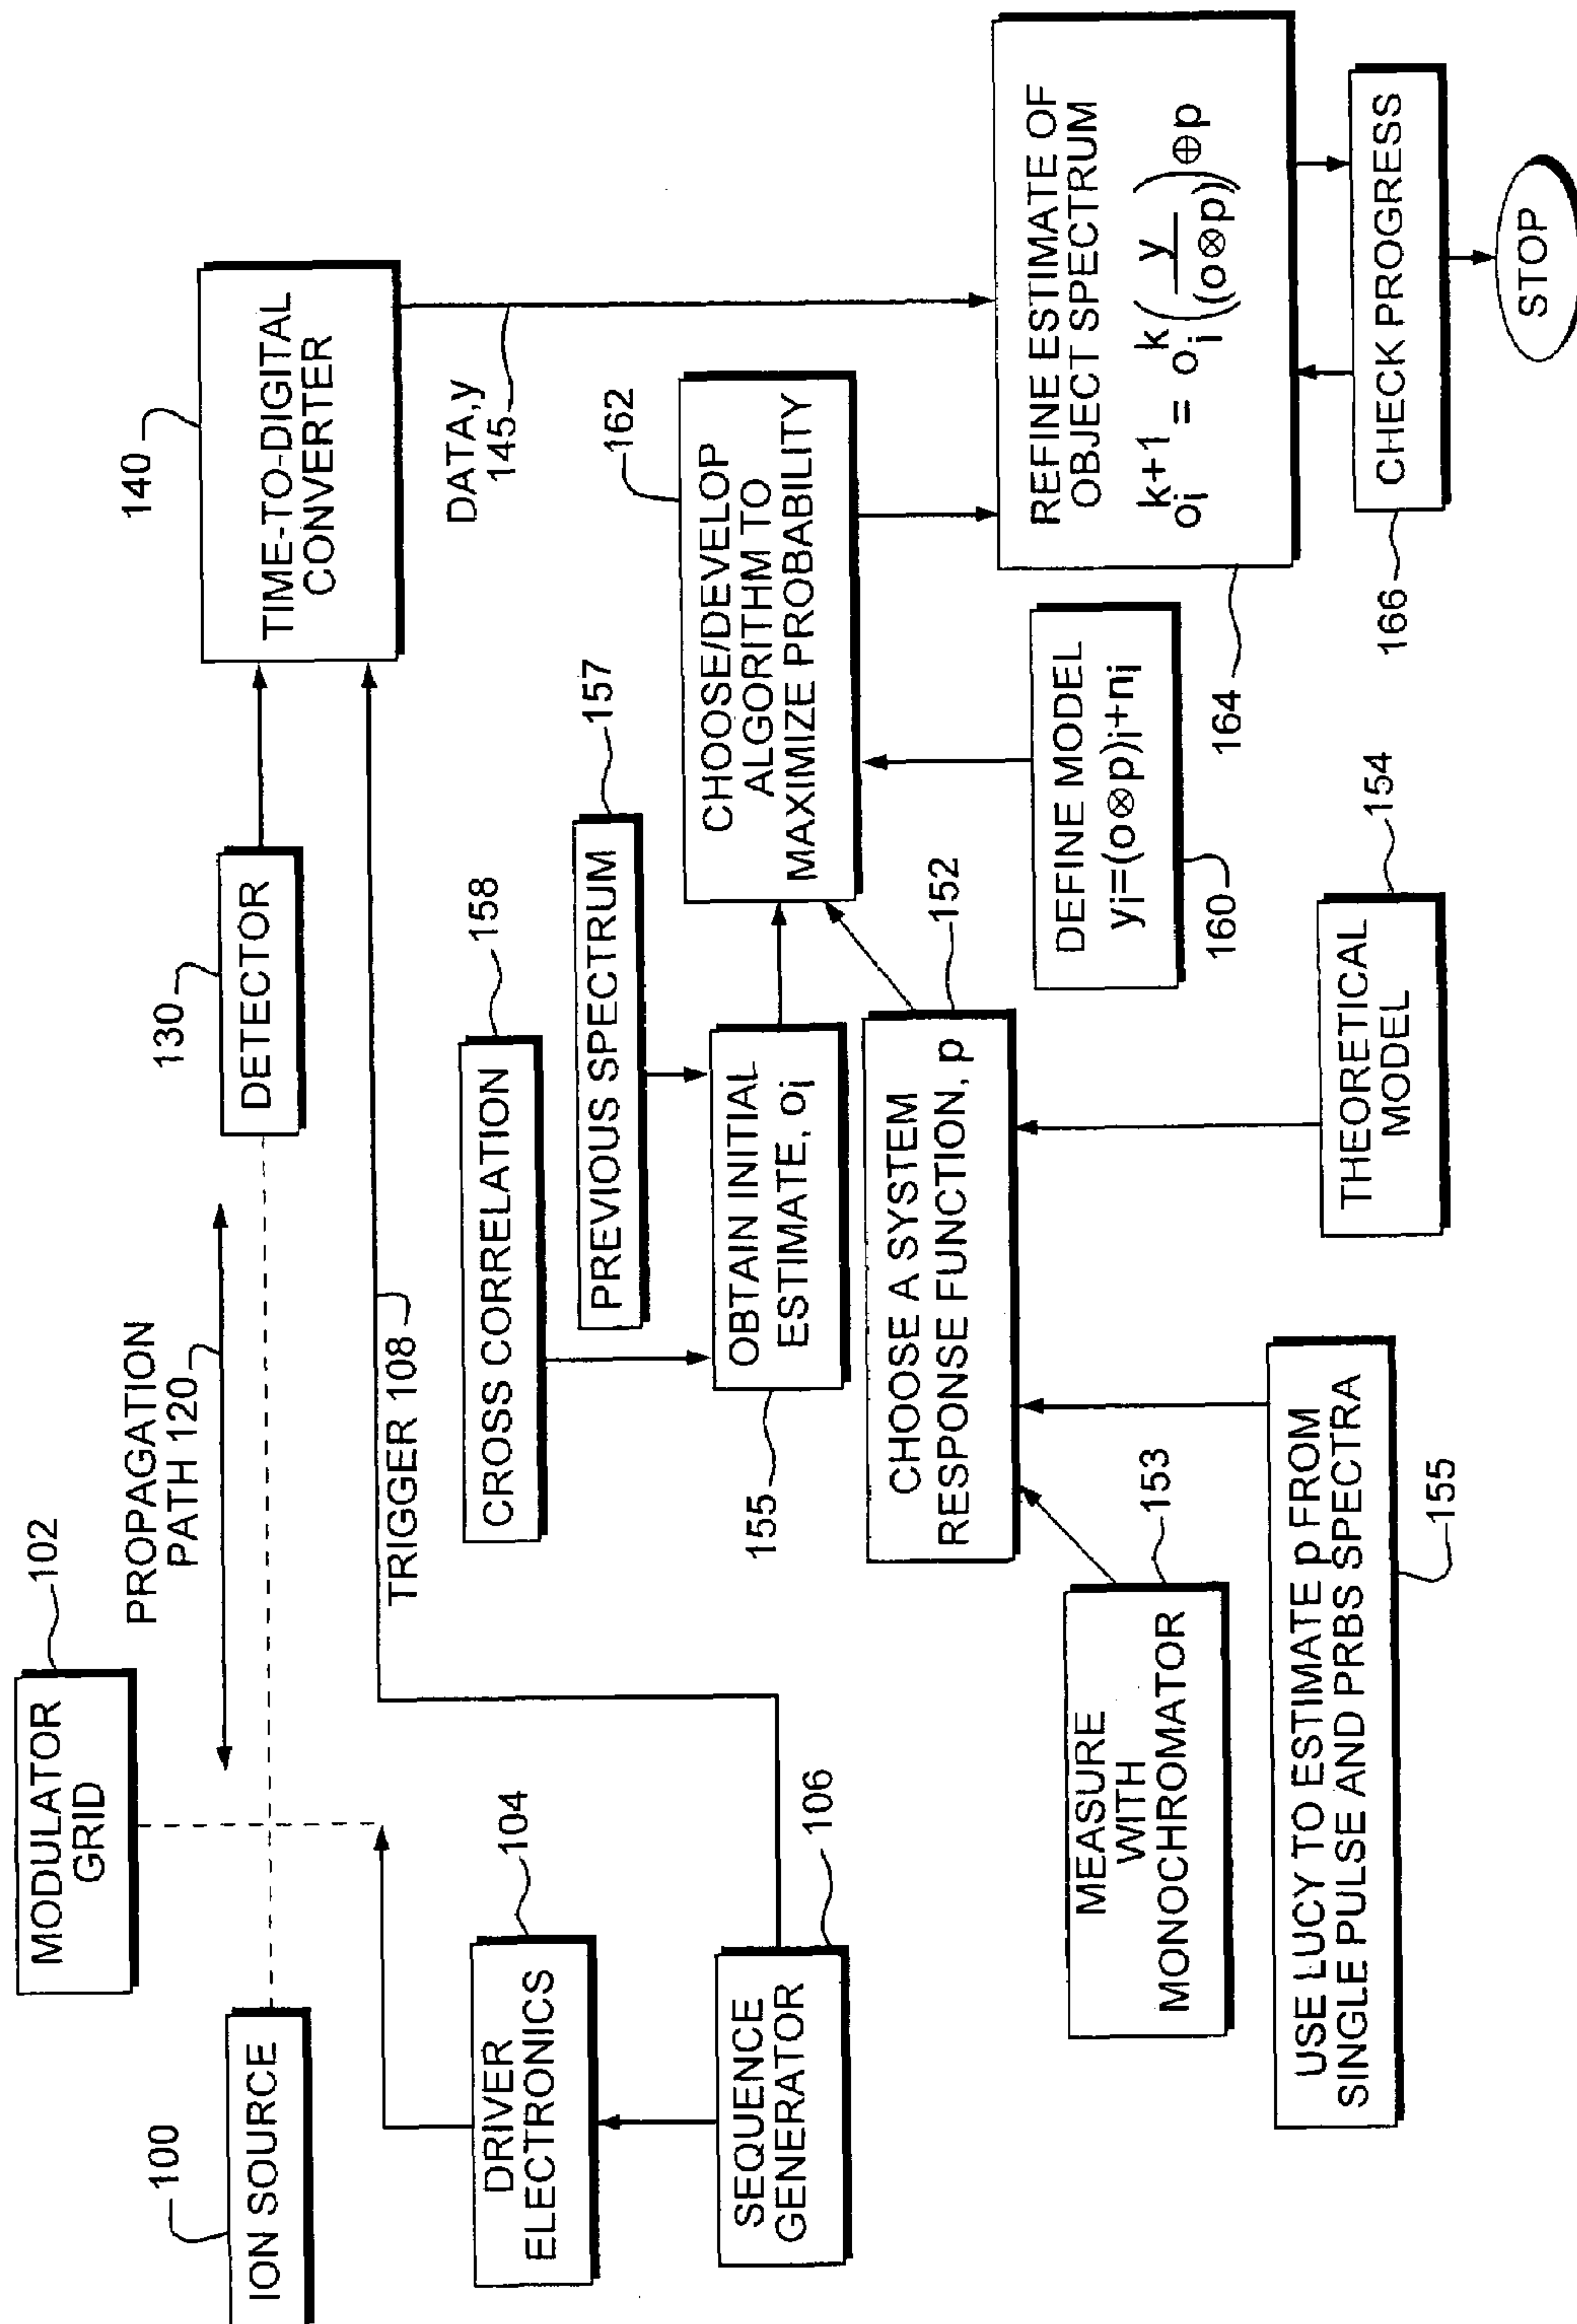 MODULATOR
GRID
102
100
ION SOURCE
PROPAGATION
PATH 120
130
DETECTOR
140
TIME-TO-DIGITAL
CONVERTER
104
DRIVER
ELECTRONICS
TRIGGER 108
DATA,y
145
106
SEQUENCE
GENERATOR
158
CROSS CORRELATION
157
PREVIOUS SPECTRUM
162
CHOOSE/DEVELOP
ALGORITHM TO
MAXIMIZE PROBABILITY
OBTAIN INITIAL
ESTIMATE, oᵢ
155
152
CHOOSE A SYSTEM
RESPONSE FUNCTION, p
REFINE ESTIMATE OF
OBJECT SPECTRUM
oᵢᵏ⁺¹ = oᵢᵏ (y/(o⊗p))⊕p
164
DEFINE MODEL
yᵢ=(o⊗p)ᵢ+nᵢ
160
153
MEASURE
WITH
MONOCHROMATOR
154
THEORETICAL
MODEL
USE LUCY TO ESTIMATE p FROM
SINGLE PULSE AND PRBS SPECTRA
155
CHECK PROGRESS
166
STOP